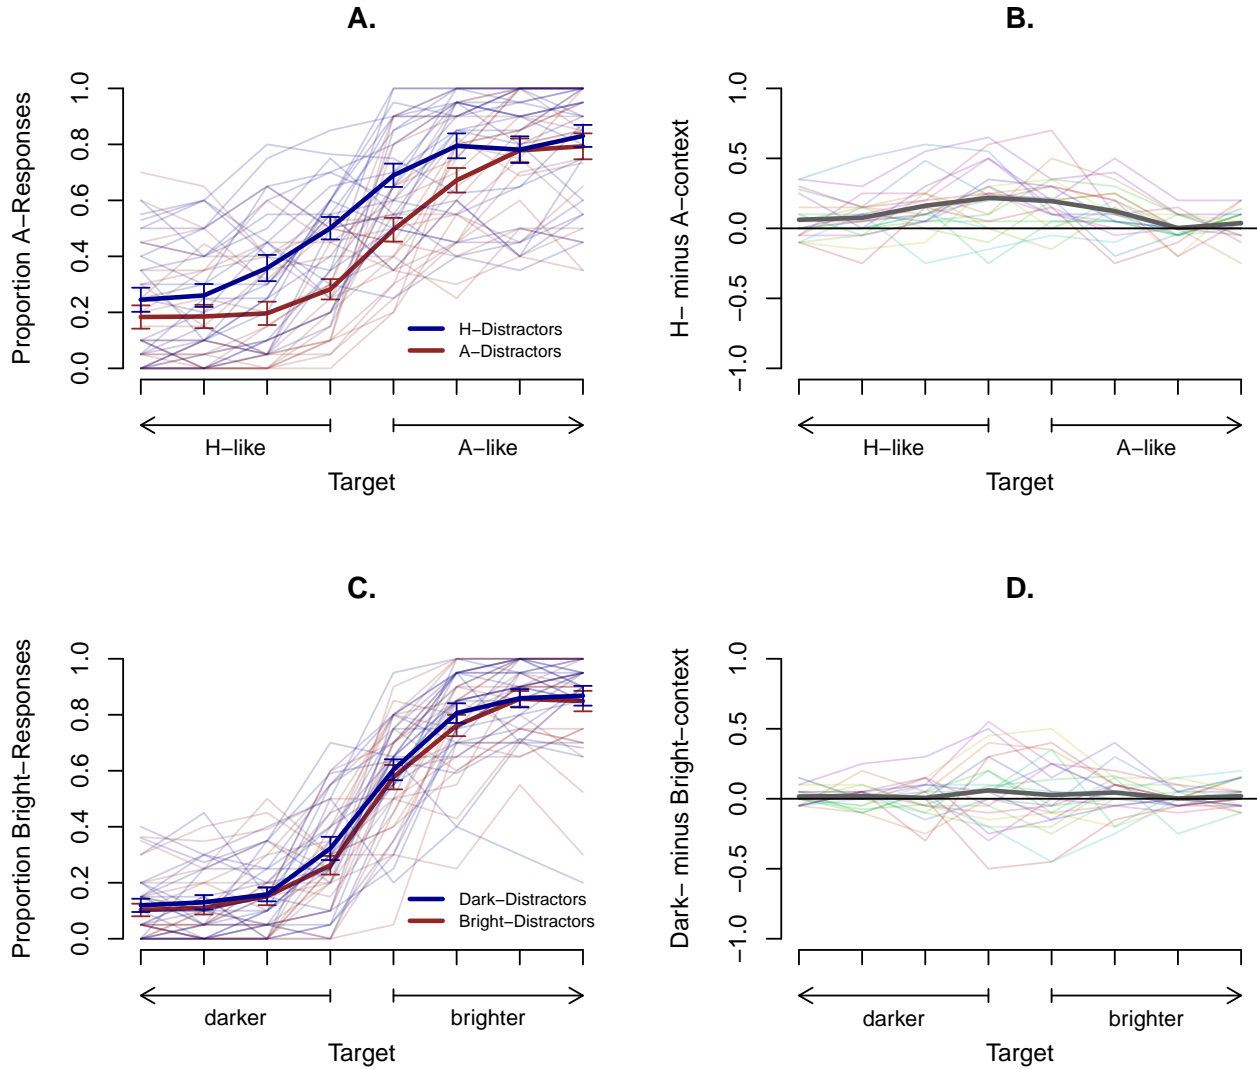 A.
Proportion A−Responses
1.0
0.8
0.6
0.4
0.2
0.0
H−Distractors
A−Distractors
H−like
A−like
Target
B.
H− minus A−context
1.0
0.5
0.0
−0.5
−1.0
H−like
A−like
Target
C.
Proportion Bright−Responses
1.0
0.8
0.6
0.4
0.2
0.0
Dark−Distractors
Bright−Distractors
darker
brighter
Target
D.
Dark− minus Bright−context
1.0
0.5
0.0
−0.5
−1.0
darker
brighter
Target